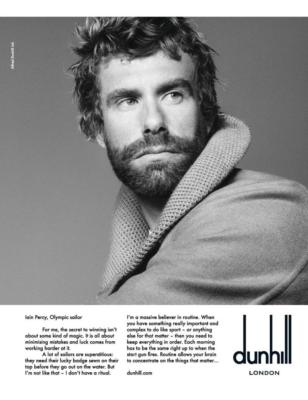 Alfred Dunhill Ltd.
Iain Percy, Olympic sailor
For me, the secret to winning isn't
about some kind of magic. It is all about
minimising mistakes and luck comes from
working harder at it.
A lot of sailors are superstitious:
they need their lucky badge sewn on their
top before they go out on the water. But
I'm not like that – I don't have a ritual.
I'm a massive believer in routine. When
you have something really important and
complex to do like sport – or anything
else for that matter – then you need to
keep everything in order. Each morning
has to be the same right up to when the
start gun fires. Routine allows your brain
to concentrate on the things that matter...
dunhill.com
dunhill
LONDON